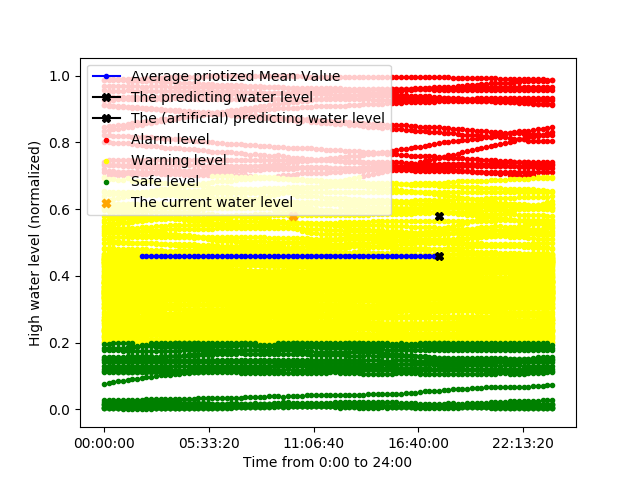 1.0
0.8
0.6
0.4
0.2
0.0
High water level (normalized)
Average priotized Mean Value
The predicting water level
The (artificial) predicting water level
Alarm level
Warning level
Safe level
The current water level
00:00:00 05:33:20 11:06:40 16:40:00 22:13:20
Time from 0:00 to 24:00